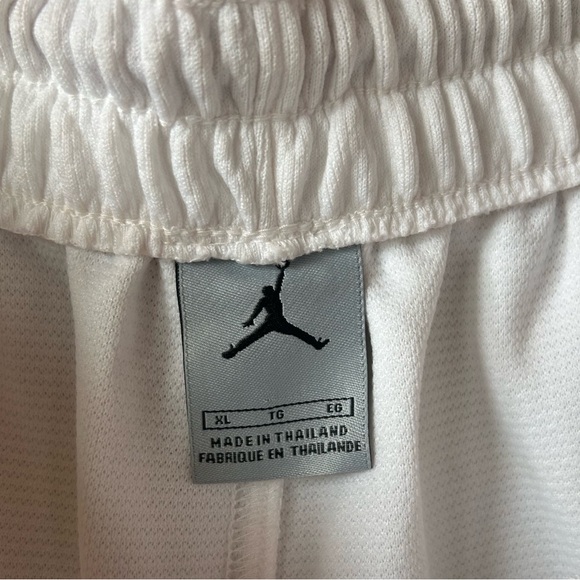 XL TG EG
MADE IN THAILAND
FABRIQUE EN THAILANDE